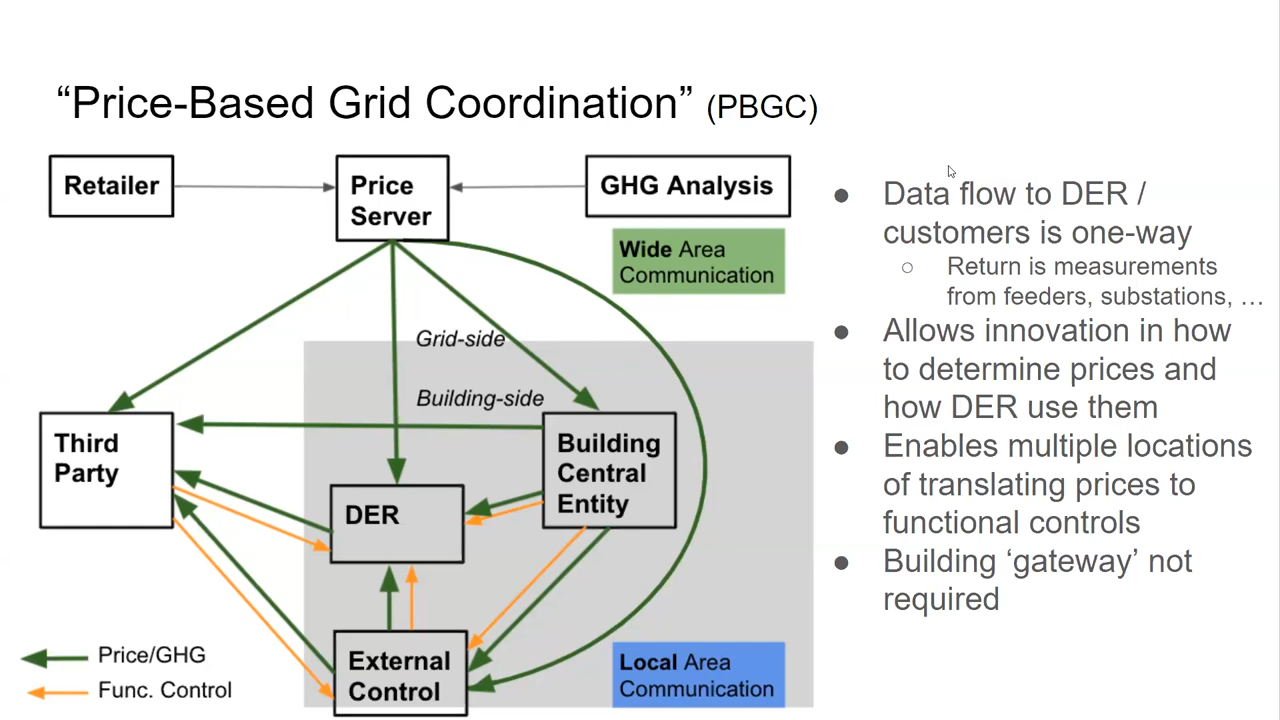 “Price-Based Grid Coordination” (PBGC)
Retailer
Price
Server
GHG Analysis
Wide Area
Communication
Grid-side
Building-side
Third
Party
DER
Building
Central
Entity
External
Control
Price/GHG
Func. Control
Local Area
Communication
● Data flow to DER /
customers is one-way
○ Return is measurements
from feeders, substations, …
● Allows innovation in how
to determine prices and
how DER use them
● Enables multiple locations
of translating prices to
functional controls
● Building ‘gateway’ not
required